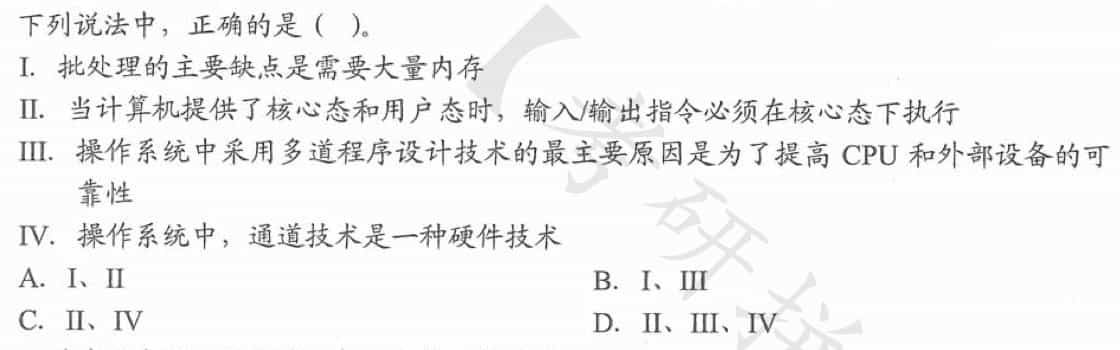 下列说法中，正确的是（ ）。
I. 批处理的主要缺点是需要大量内存
II. 当计算机提供了核心态和用户态时，输入/输出指令必须在核心态下执行
III. 操作系统中采用多道程序设计技术的最主要原因是为了提高 CPU 和外部设备的可
靠性
IV. 操作系统中，通道技术是一种硬件技术
A. I、II
B. I、III
C. II、IV
D. II、III、IV
考研